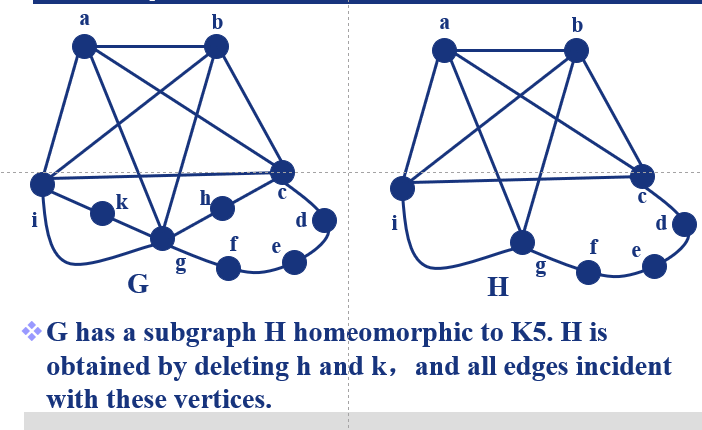 a b a b
i k h c d i c d
g f e g f e
G H
G has a subgraph H homeomorphic to K5. H is
obtained by deleting h and k，and all edges incident
with these vertices.